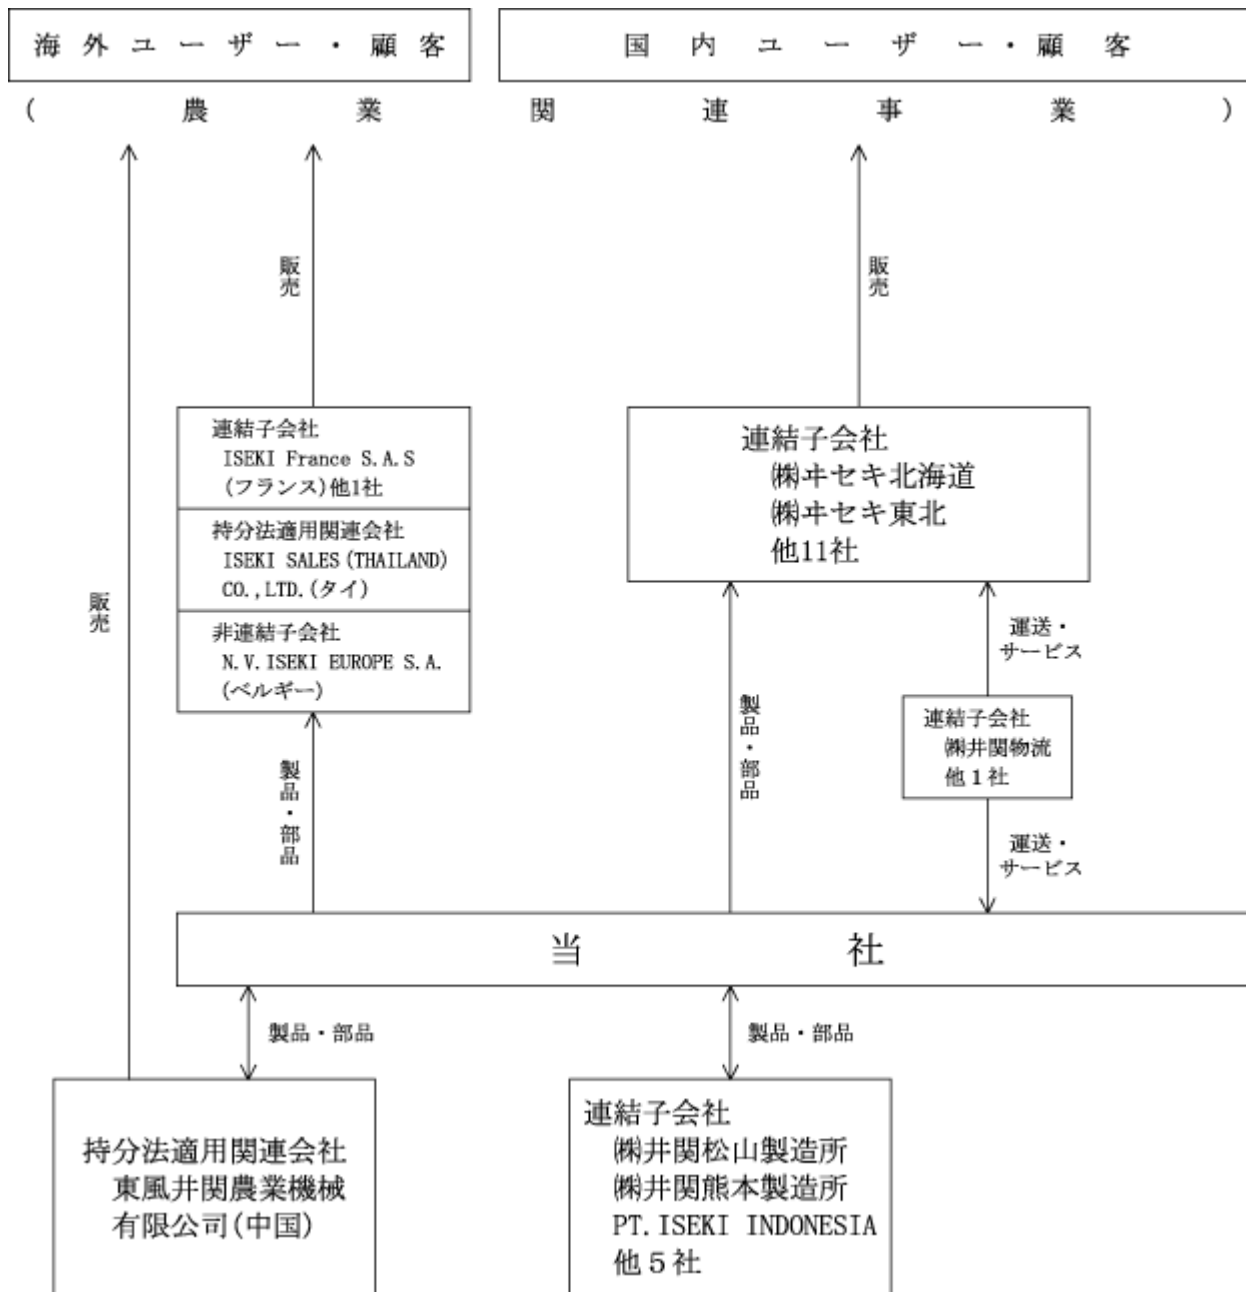 海外ユーザー・顧客
国内ユーザー・顧客
(農業関連事業)
販売
販売
連結子会社
ISEKI France S.A.S
(フランス)他1社
持分法適用関連会社
ISEKI SALES(THAILAND)
CO.,LTD.(タイ)
非連結子会社
N.V.ISEKI EUROPE S.A.
(ベルギー)
連結子会社
㈱ヰセキ北海道
㈱ヰセキ東北
他11社
販売
運送・
サービス
製品・部品
連結子会社
㈱井関物流
他1社
製品・部品
運送・
サービス
当社
製品・部品
製品・部品
持分法適用関連会社
東風井関農業機械
有限公司(中国)
連結子会社
㈱井関松山製造所
㈱井関熊本製造所
PT.ISEKI INDONESIA
他5社